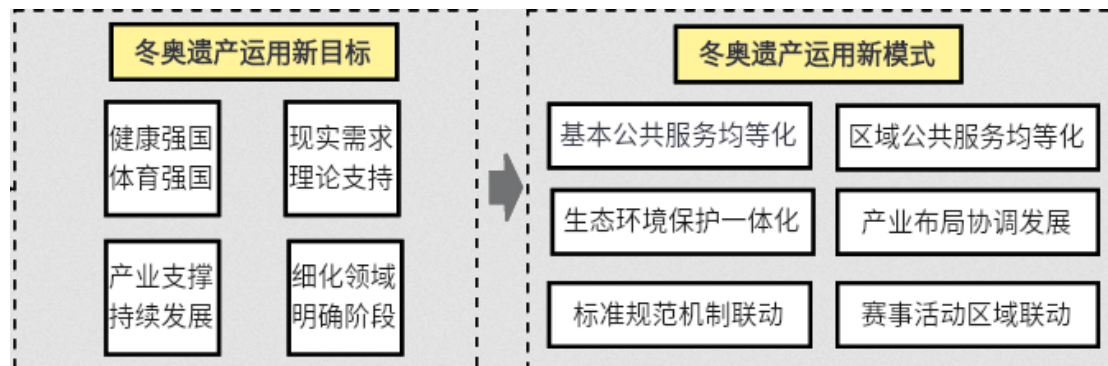 冬奥遗产运用新目标
健康强国
体育强国
现实需求
理论支持
产业支撑
持续发展
细化领域
明确阶段
冬奥遗产运用新模式
基本公共服务均等化
区域公共服务均等化
生态环境保护一体化
产业布局协调发展
标准规范机制联动
赛事活动区域联动